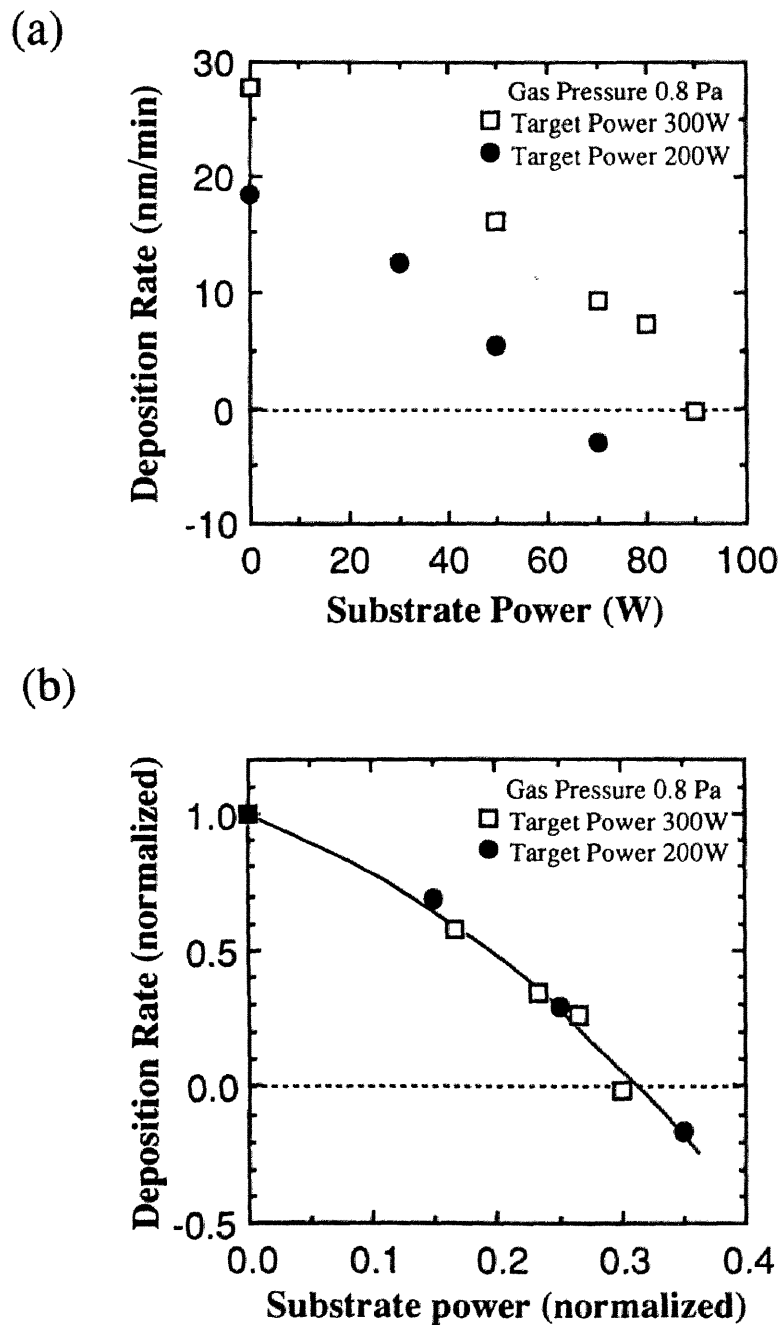 (a)
30
20
10
0
-10
Deposition Rate (nm/min)
Gas Pressure 0.8 Pa
Target Power 300W
Target Power 200W
0 20 40 60 80 100
Substrate Power (W)
(b)
1.0
0.5
0.0
-0.5
Deposition Rate (normalized)
Gas Pressure 0.8 Pa
Target Power 300W
Target Power 200W
0.0 0.1 0.2 0.3 0.4
Substrate power (normalized)